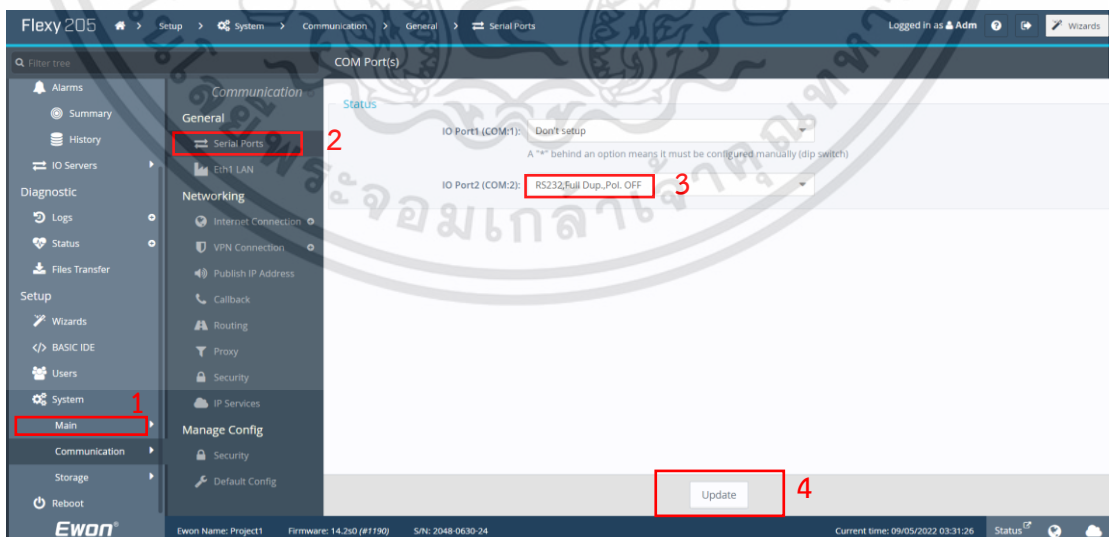 Flexy 205 > Setup > System > Communication > General > Serial Ports Logged in as Adm Wizards
Filter tree
COM Port(s)
Alarms
Summary
History
IO Servers
Diagnostic
Logs
Status
Files Transfer
Setup
Wizards
</> BASIC IDE
Users
System
1
Main
Communication
Storage
Reboot
Ewon®
Communication
General
Serial Ports
2
Eth1 LAN
Networking
Internet Connection
VPN Connection
Publish IP Address
Callback
Routing
Proxy
Security
IP Services
Manage Config
Security
Default Config
Status
IO Port1 (COM:1): Don't setup
A "*" behind an option means it must be configured manually (dip switch)
IO Port2 (COM:2): RS232,Full Dup.,Pol. OFF
3
Update
4
Ewon Name: Project1 Firmware: 14.2s0 (#1190) S/N: 2048-0630-24 Current time: 09/05/2022 03:31:26 Status